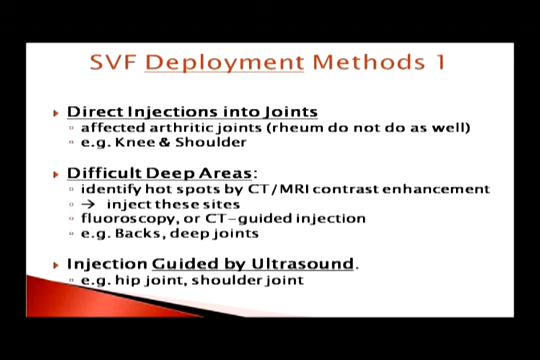 SVF Deployment Methods 1
Direct Injections into Joints
affected arthritic joints (rheum do not do as well)
e.g. Knee & Shoulder
Difficult Deep Areas:
identify hot spots by CT/MRI contrast enhancement
→ inject these sites
fluoroscopy, or CT-guided injection
e.g. Backs, deep joints
Injection Guided by Ultrasound.
e.g. hip joint, shoulder joint